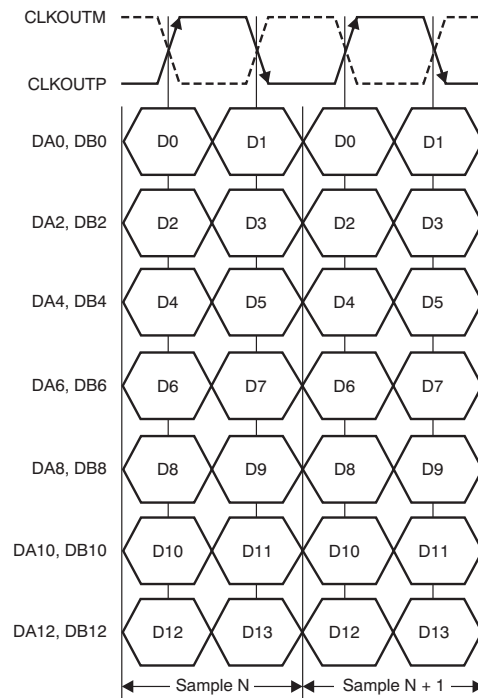 CLKOUTM
CLKOUTP
DA0, DB0 D0 D1 D0 D1
DA2, DB2 D2 D3 D2 D3
DA4, DB4 D4 D5 D4 D5
DA6, DB6 D6 D7 D6 D7
DA8, DB8 D8 D9 D8 D9
DA10, DB10 D10 D11 D10 D11
DA12, DB12 D12 D13 D12 D13
Sample N Sample N + 1